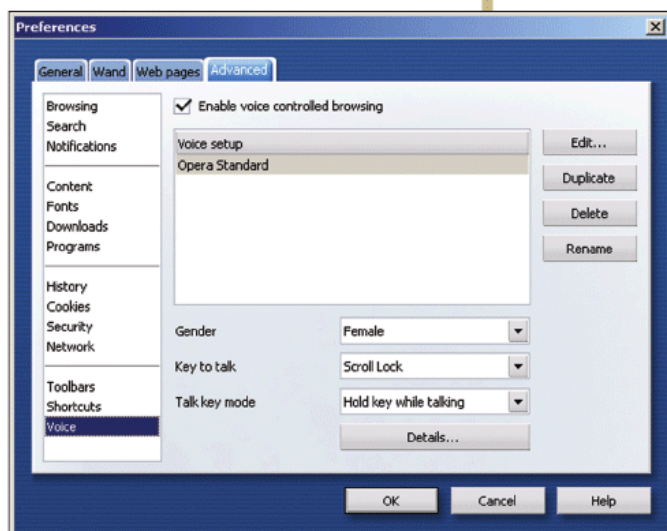 Preferences
General Wand Web pages Advanced
Browsing
Search
Notifications
Content
Fonts
Downloads
Programs
History
Cookies
Security
Network
Toolbars
Shortcuts
Voice
Enable voice controlled browsing
Voice setup
Opera Standard
Edit...
Duplicate
Delete
Rename
Gender Female
Key to talk Scroll Lock
Talk key mode Hold key while talking
Details...
OK Cancel Help